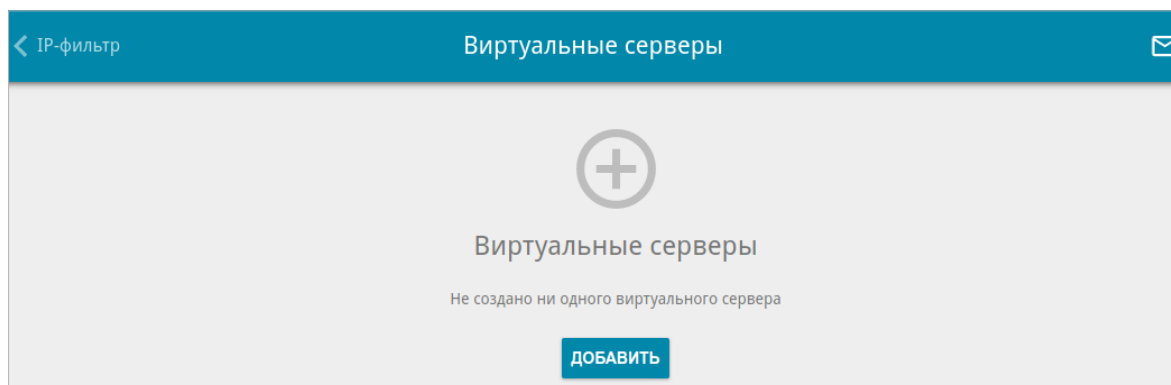 IP-фильтр
Виртуальные серверы
Виртуальные серверы
Не создано ни одного виртуального сервера
ДОБАВИТЬ